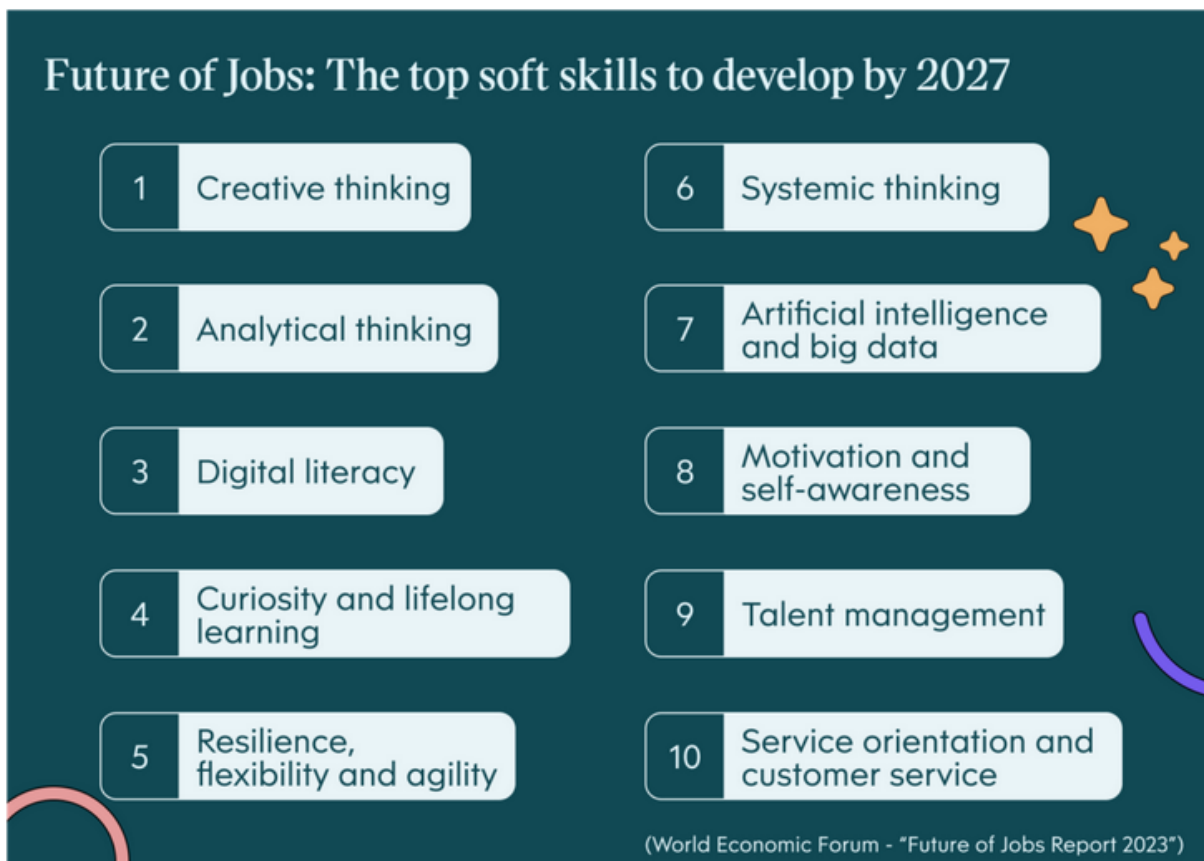 Future of Jobs: The top soft skills to develop by 2027
1
Creative thinking
2
Analytical thinking
3
Digital literacy
4
Curiosity and lifelong
learning
5
Resilience,
flexibility and agility
6
Systemic thinking
7
Artificial intelligence
and big data
8
Motivation and
self-awareness
9
Talent management
10
Service orientation and
customer service
(World Economic Forum - “Future of Jobs Report 2023”)